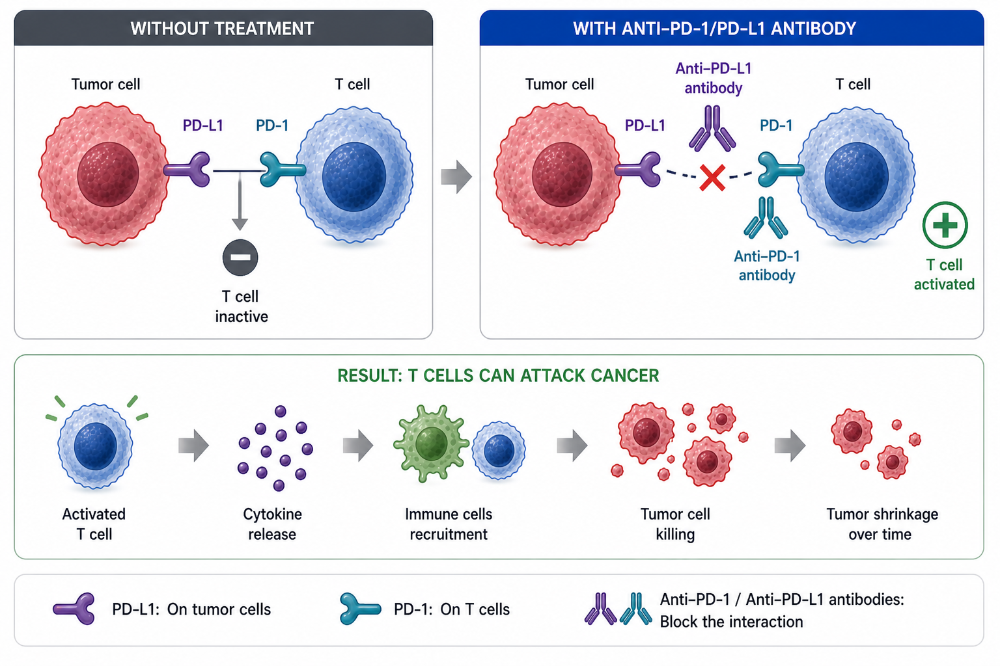 WITHOUT TREATMENT
Tumor cell
T cell
PD-L1
PD-1
T cell
inactive
WITH ANTI–PD-1/PD-L1 ANTIBODY
Anti–PD-L1
antibody
Tumor cell
T cell
PD-L1
PD-1
Anti–PD-1
antibody
T cell
activated
RESULT: T CELLS CAN ATTACK CANCER
Activated
T cell
Cytokine
release
Immune cells
recruitment
Tumor cell
killing
Tumor shrinkage
over time
PD-L1: On tumor cells
PD-1: On T cells
Anti–PD-1 / Anti–PD-L1 antibodies:
Block the interaction